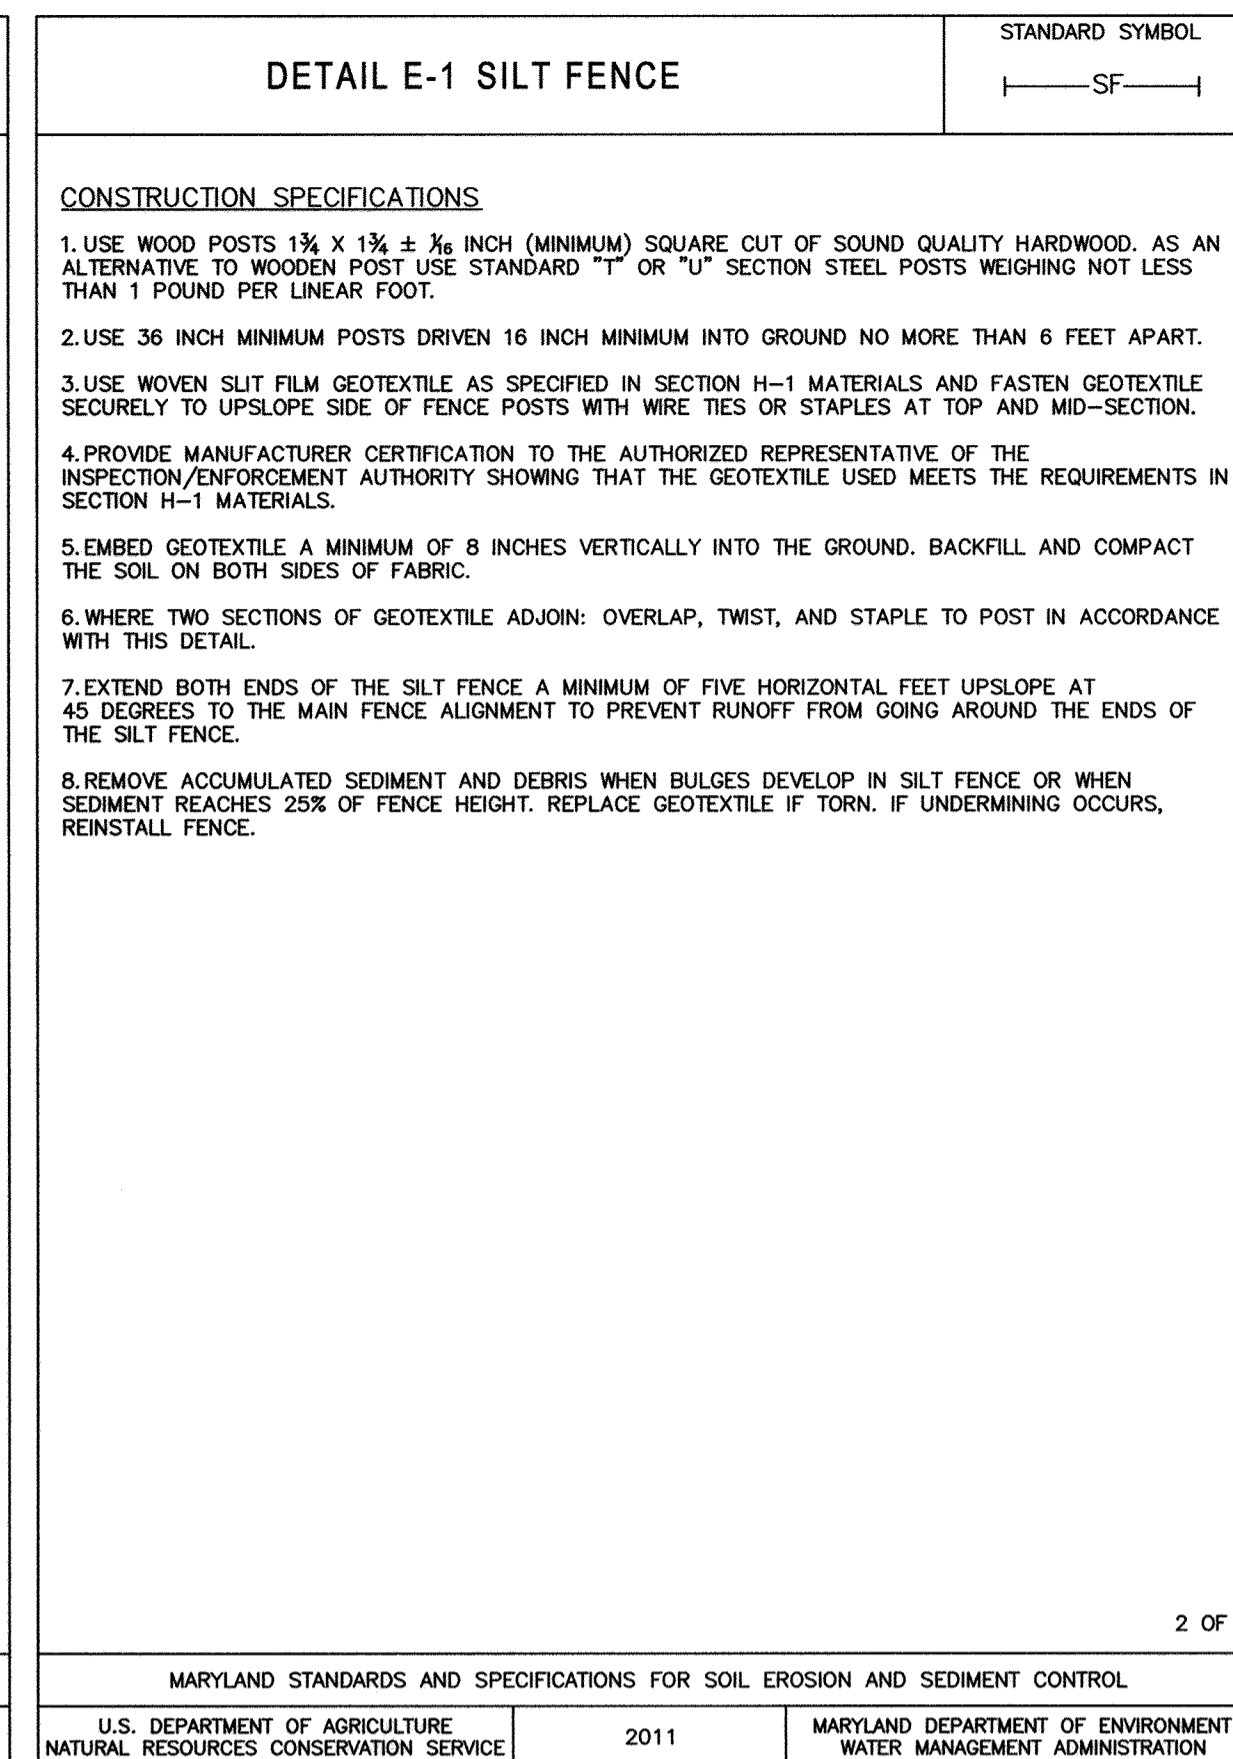 DETAIL E-1 SILT FENCE
STANDARD SYMBOL
SF
CONSTRUCTION SPECIFICATIONS
1. USE WOOD POSTS 1¾ X 1¾ ± 1/16 INCH (MINIMUM) SQUARE CUT OF SOUND QUALITY HARDWOOD. AS AN
ALTERNATIVE TO WOODEN POST USE STANDARD "T" OR "U" SECTION STEEL POSTS WEIGHING NOT LESS
THAN 1 POUND PER LINEAR FOOT.
2. USE 36 INCH MINIMUM POSTS DRIVEN 16 INCH MINIMUM INTO GROUND NO MORE THAN 6 FEET APART.
3. USE WOVEN SLIT FILM GEOTEXTILE AS SPECIFIED IN SECTION H-1 MATERIALS AND FASTEN GEOTEXTILE
SECURELY TO UPSLOPE SIDE OF FENCE POSTS WITH WIRE TIES OR STAPLES AT TOP AND MID-SECTION.
4. PROVIDE MANUFACTURER CERTIFICATION TO THE AUTHORIZED REPRESENTATIVE OF THE
INSPECTION/ENFORCEMENT AUTHORITY SHOWING THAT THE GEOTEXTILE USED MEETS THE REQUIREMENTS IN
SECTION H-1 MATERIALS.
5. EMBED GEOTEXTILE A MINIMUM OF 8 INCHES VERTICALLY INTO THE GROUND. BACKFILL AND COMPACT
THE SOIL ON BOTH SIDES OF FABRIC.
6. WHERE TWO SECTIONS OF GEOTEXTILE ADJOIN: OVERLAP, TWIST, AND STAPLE TO POST IN ACCORDANCE
WITH THIS DETAIL.
7. EXTEND BOTH ENDS OF THE SILT FENCE A MINIMUM OF FIVE HORIZONTAL FEET UPSLOPE AT
45 DEGREES TO THE MAIN FENCE ALIGNMENT TO PREVENT RUNOFF FROM GOING AROUND THE ENDS OF
THE SILT FENCE.
8. REMOVE ACCUMULATED SEDIMENT AND DEBRIS WHEN BULGES DEVELOP IN SILT FENCE OR WHEN
SEDIMENT REACHES 25% OF FENCE HEIGHT. REPLACE GEOTEXTILE IF TORN. IF UNDERMINING OCCURS,
REINSTALL FENCE.
2 OF
MARYLAND STANDARDS AND SPECIFICATIONS FOR SOIL EROSION AND SEDIMENT CONTROL
U.S. DEPARTMENT OF AGRICULTURE
NATURAL RESOURCES CONSERVATION SERVICE
2011
MARYLAND DEPARTMENT OF ENVIRONMENT
WATER MANAGEMENT ADMINISTRATION